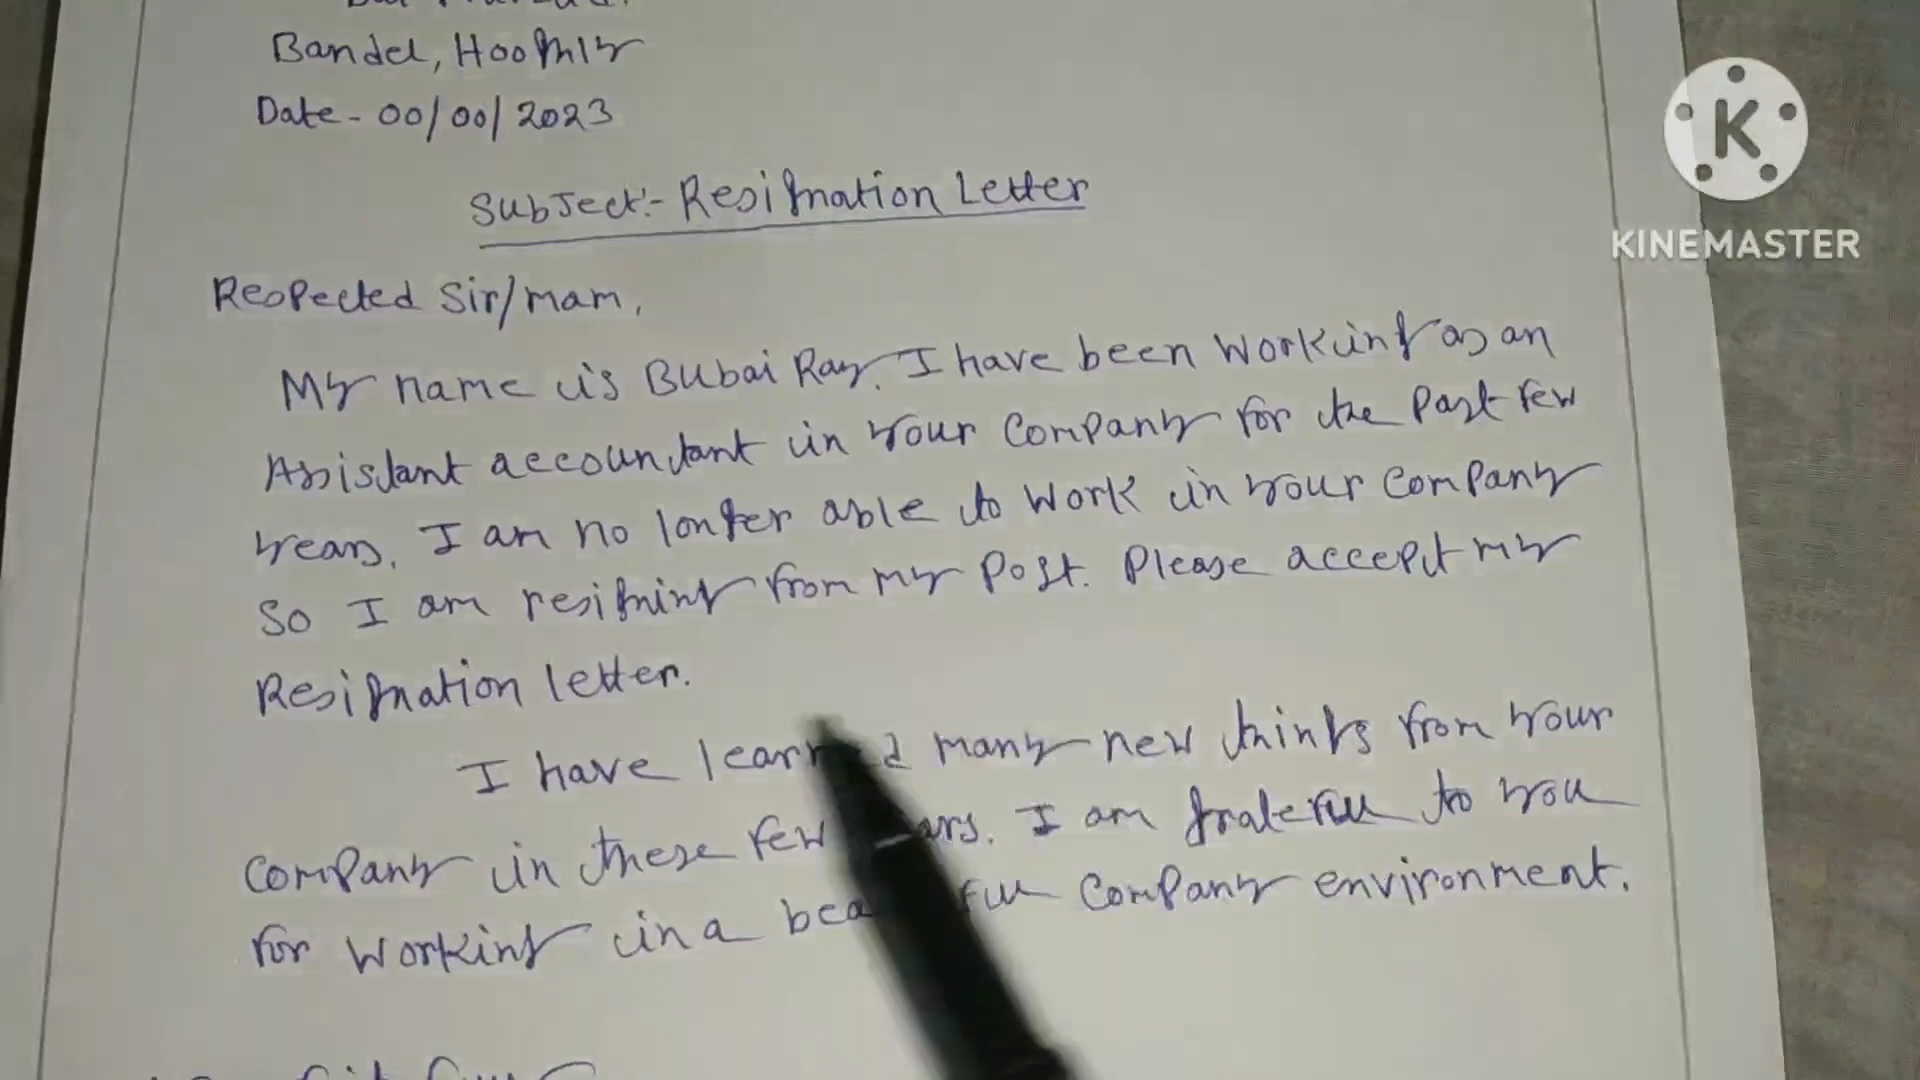 Bandel, Hooghly
Date - 00/00/2023
Subject:- Resignation Letter
Respected Sir/mam,
My name is Bubai Ray. I have been working as an
Assistant accountant in your company for the past few
years. I am no longer able to work in your company
So I am resigning from my post. Please accept my
Resignation letter.
I have learned many new things from your
company in these few years. I am grateful to you
for working in a beautiful company environment.
K
KINEMASTER